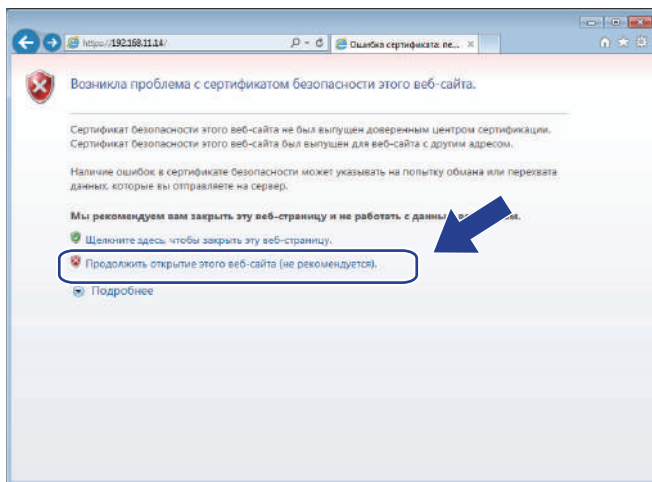 https://192.168.11.14/
Ошибка сертификата: пе...
Возникла проблема с сертификатом безопасности этого веб-сайта.
Сертификат безопасности этого веб-сайта не был выпущен доверенным центром сертификации.
Сертификат безопасности этого веб-сайта был выпущен для веб-сайта с другим адресом.
Наличие ошибок в сертификате безопасности может указывать на попытку обмана или перехвата
данных, которые вы отправляете на сервер.
Мы рекомендуем вам закрыть эту веб-страницу и не работать с
Щелкните здесь, чтобы закрыть эту веб-страницу.
Продолжить открытие этого веб-сайта (не рекомендуется).
Подробнее